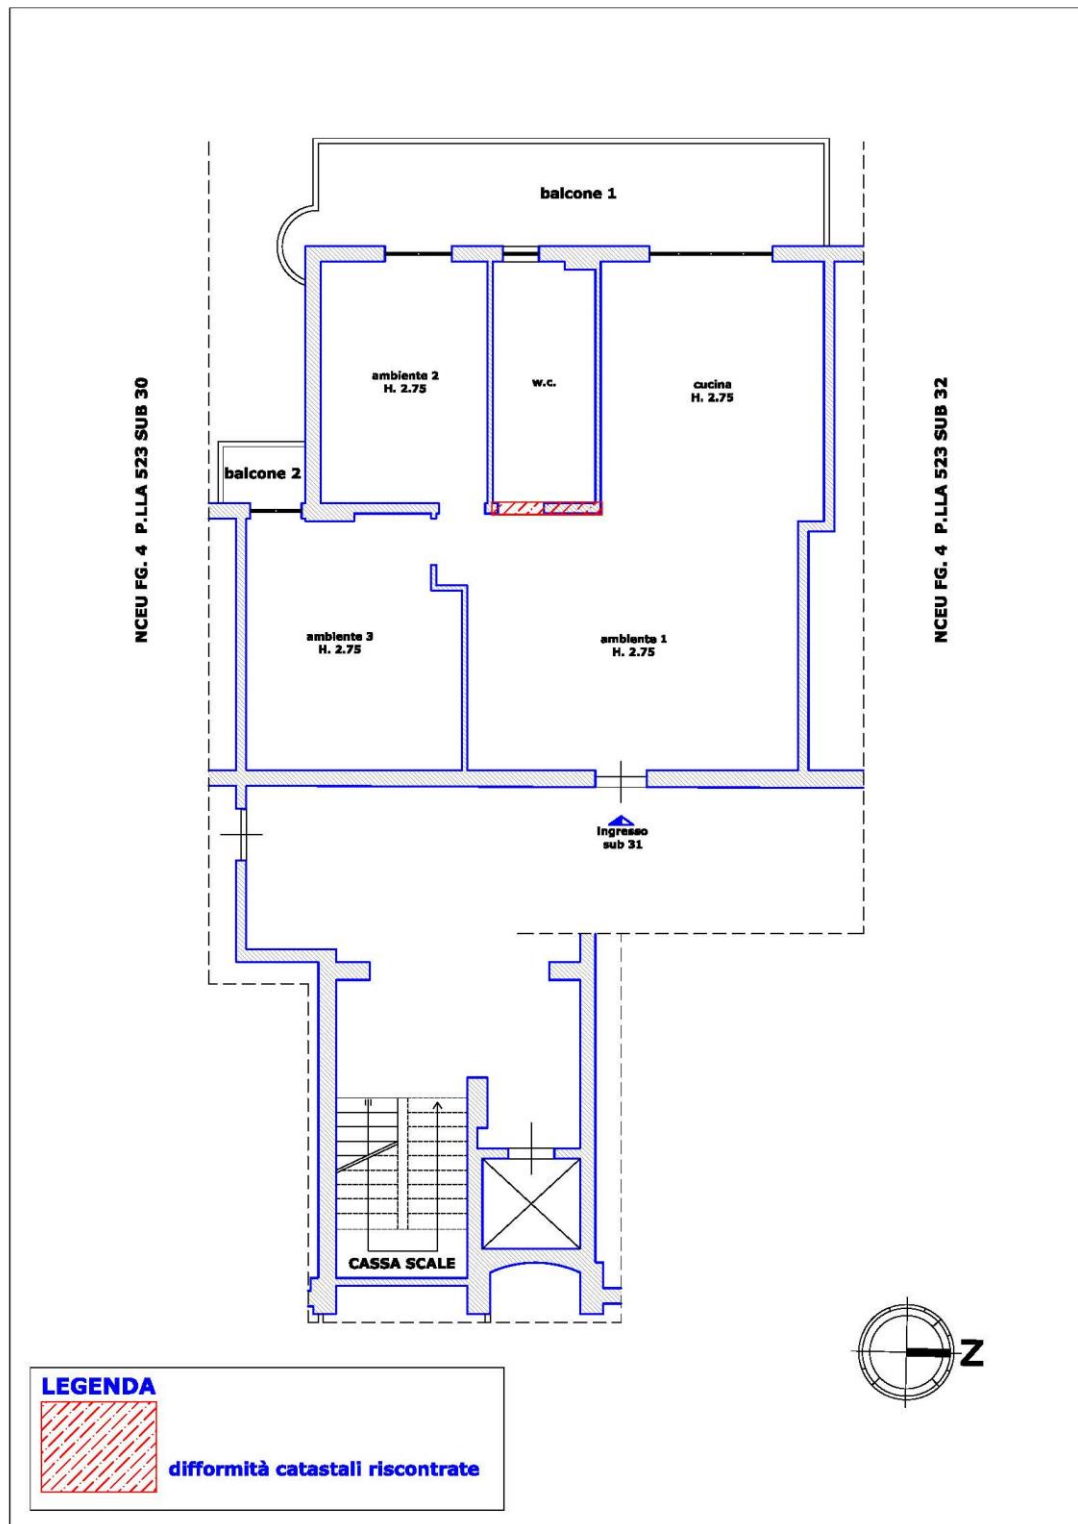 balcone 1
ambiente 2
H. 2.75
w.c.
cucina
H. 2.75
NCEU FG. 4 P.LLA 523 SUB 30
NCEU FG. 4 P.LLA 523 SUB 32
balcone 2
ambiente 3
H. 2.75
ambiente 1
H. 2.75
ingresso
sub 31
CASSA SCALE
Z
LEGENDA
difformità catastali riscontrate